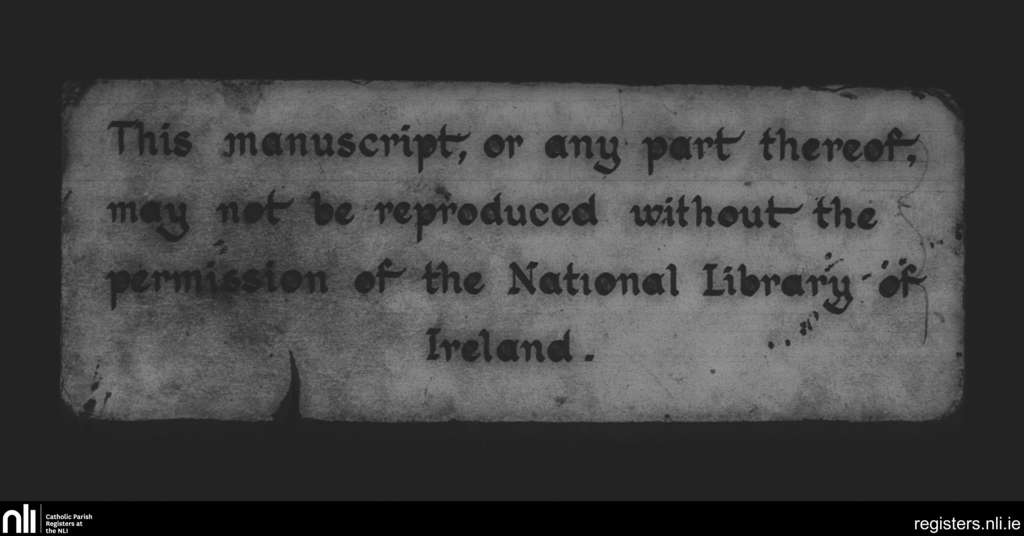 This manuscript, or any part thereof,
may not be reproduced without the
permission of the National Library of
Ireland.
nli
Catholic Parish
Registers at
the NLI
registers.nli.ie